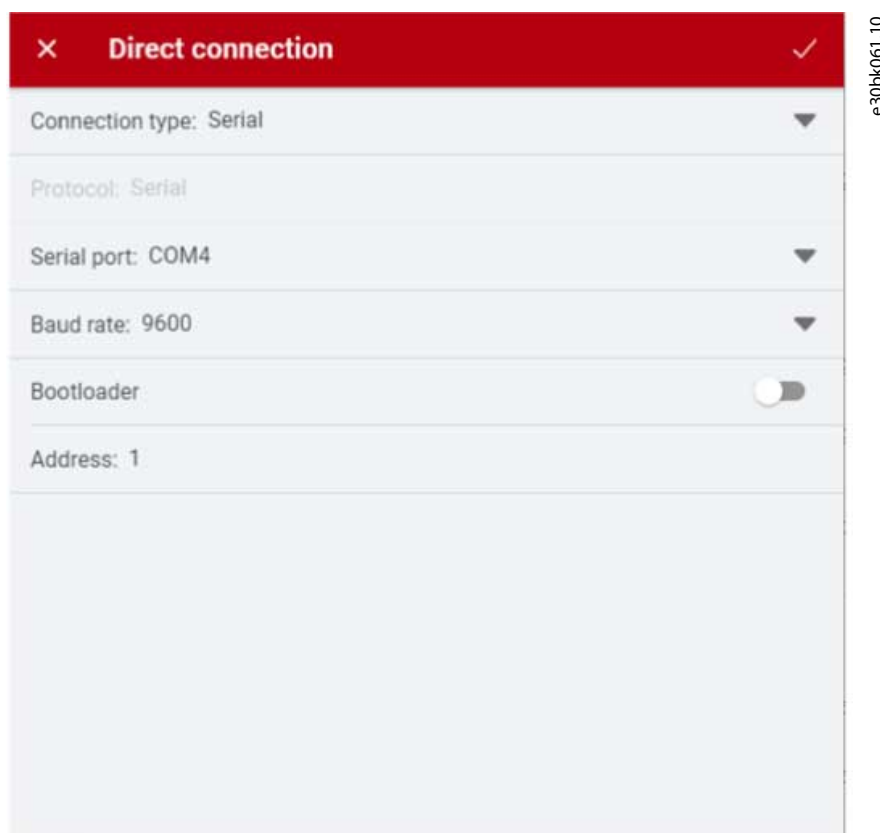 Direct connection
Connection type: Serial
Protocol: Serial
Serial port: COM4
Baud rate: 9600
Bootloader
Address: 1
e30bk061.10